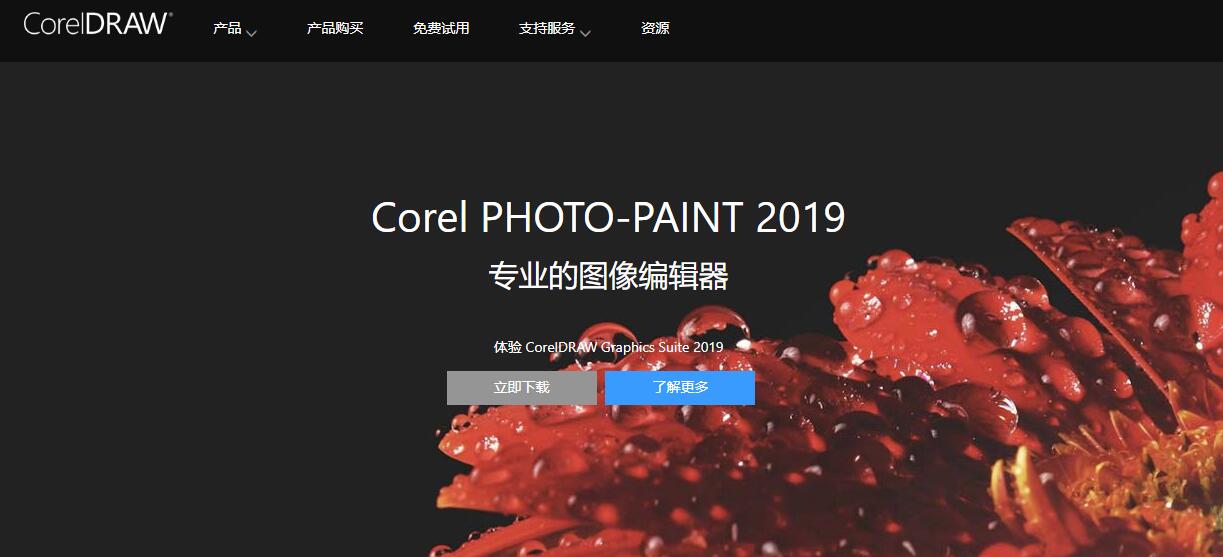 CorelDRAW®
产品 产品购买 免费试用 支持服务 资源
Corel PHOTO-PAINT 2019
专业的图像编辑器
体验 CorelDRAW Graphics Suite 2019
立即下载 了解更多